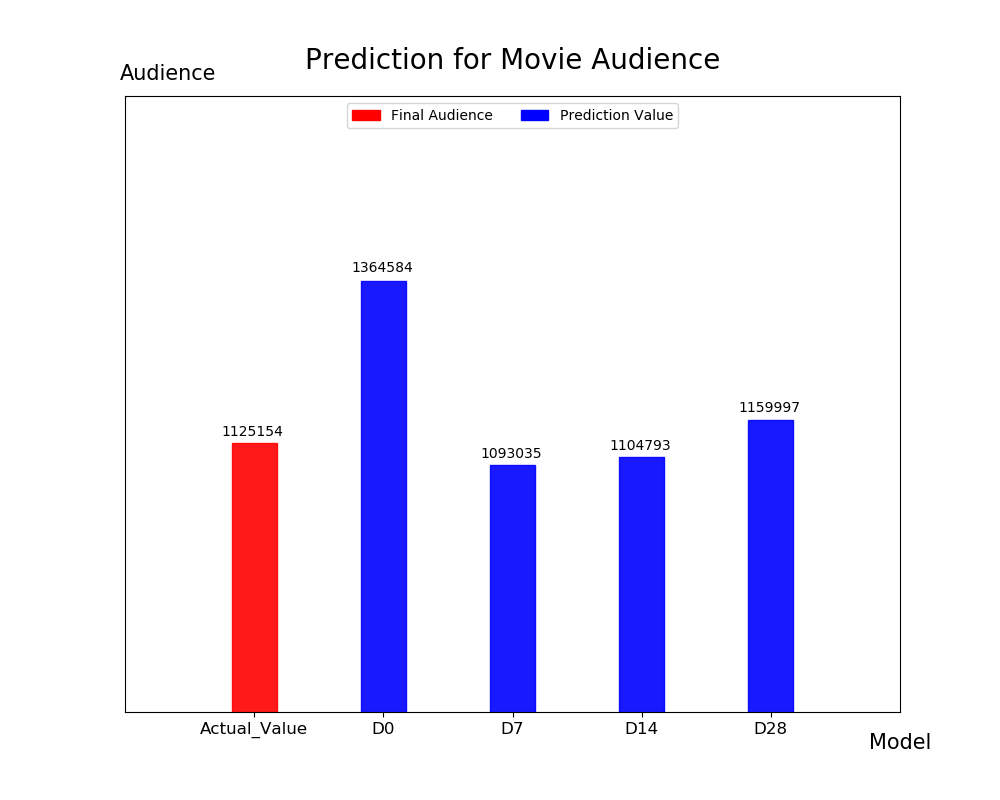 Prediction for Movie Audience
Audience
Final Audience
Prediction Value
1125154
1364584
1093035
1104793
1159997
Actual_Value
D0
D7
D14
D28
Model